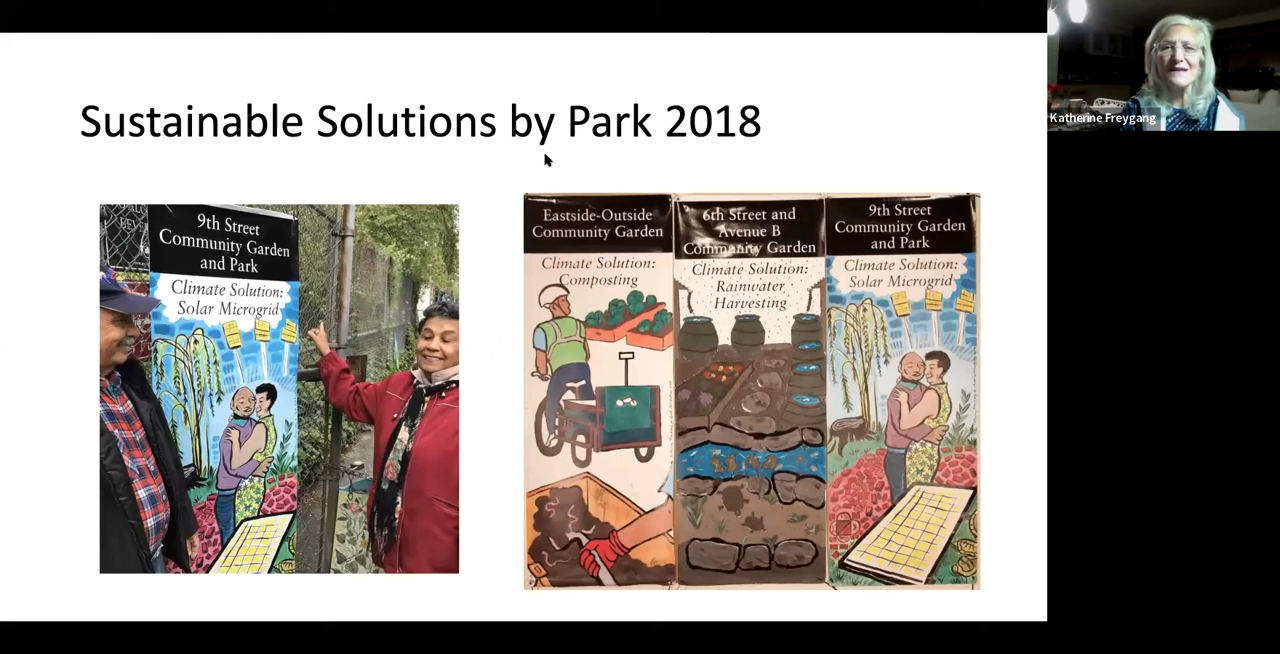 Sustainable Solutions by Park 2018
9th Street
Community Garden
and Park
Climate Solution:
Solar Microgrid
Eastside-Outside
Community Garden
Climate Solution:
Composting
6th Street and
Avenue B
Community Garden
Climate Solution:
Rainwater
Harvesting
9th Street
Community Garden
and Park
Climate Solution:
Solar Microgrid
Katherine Freygang